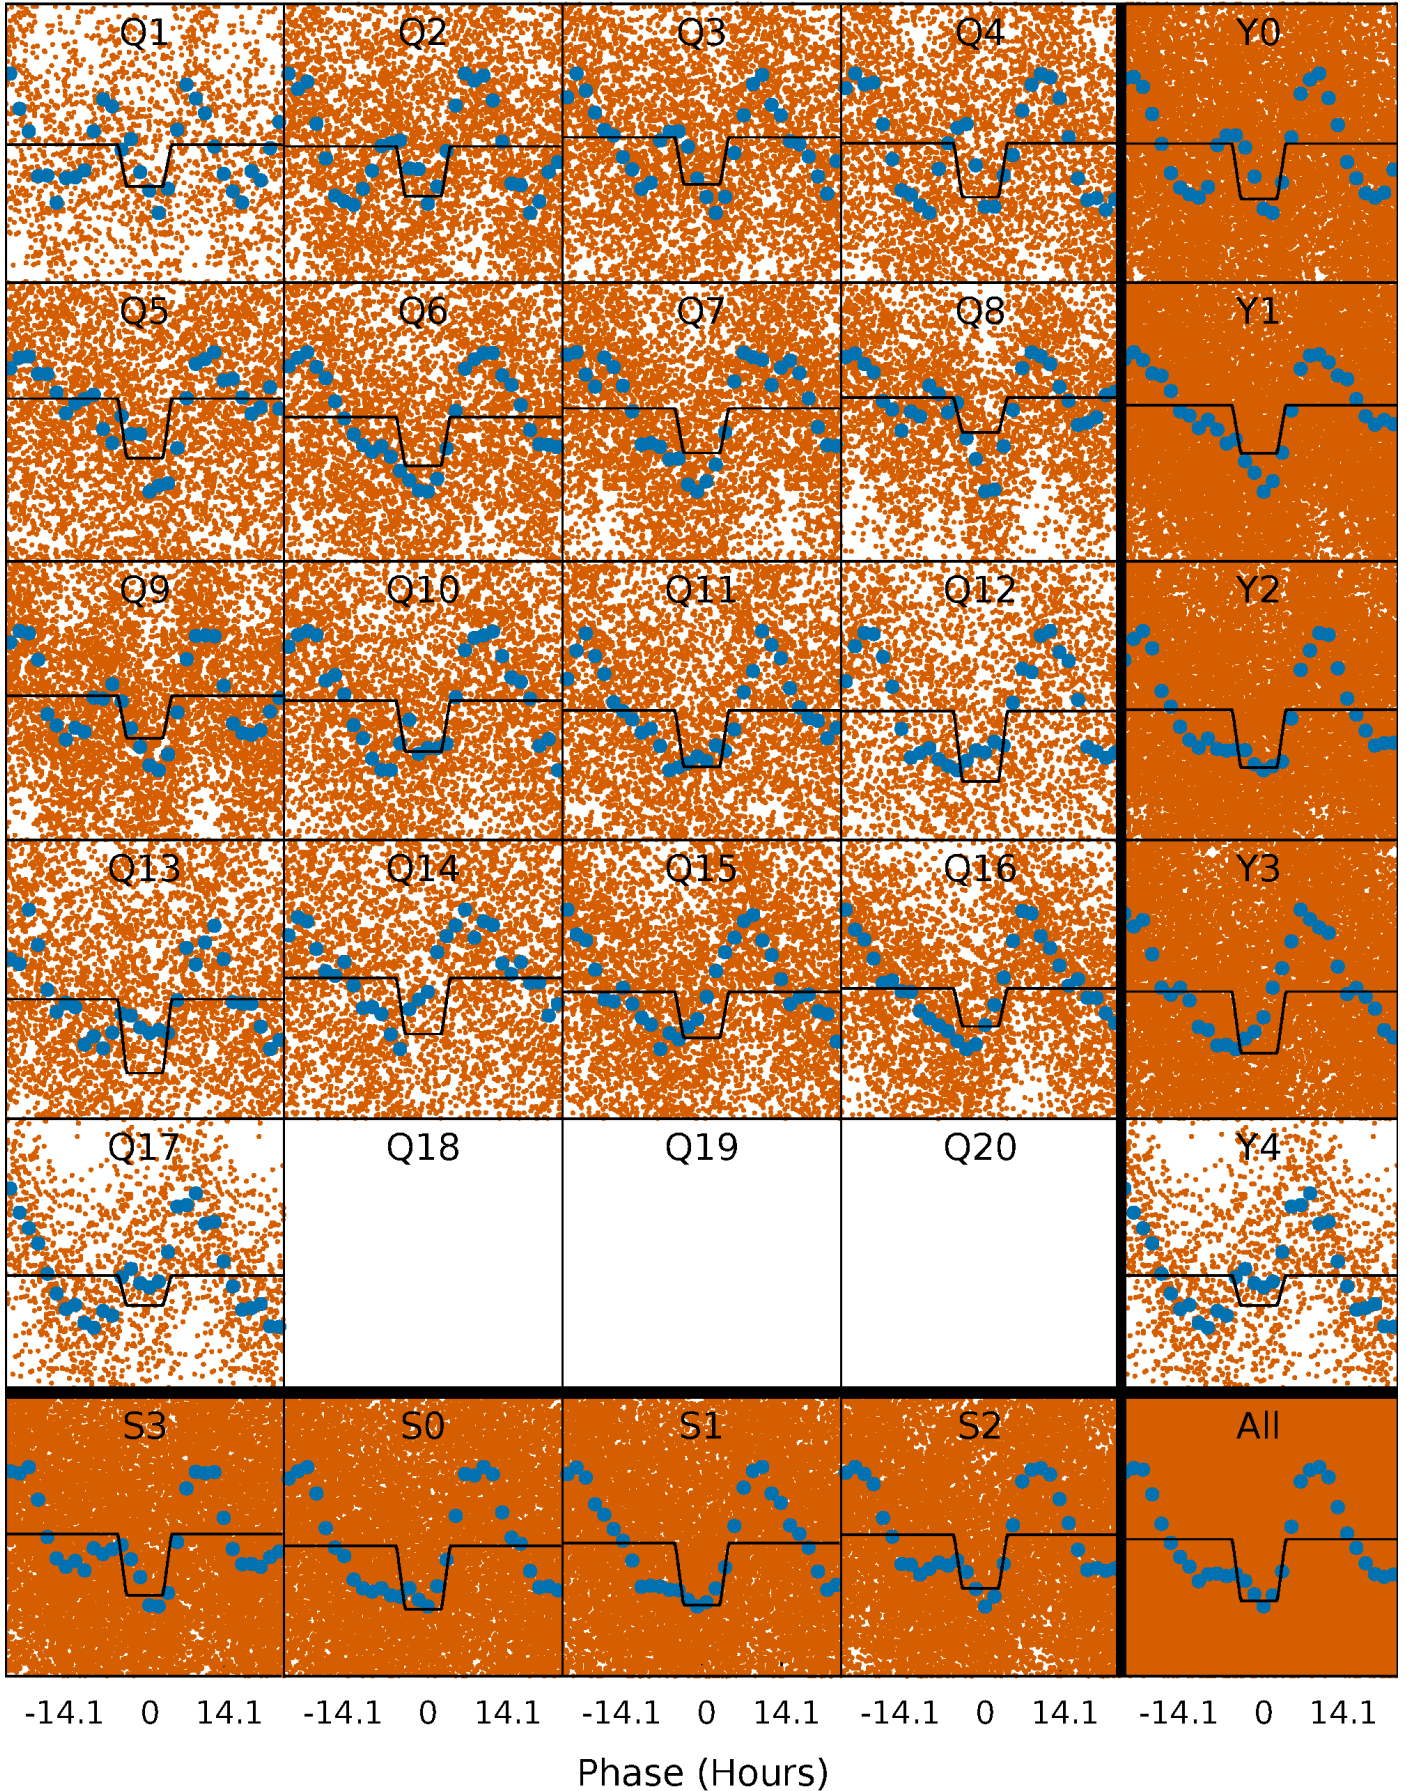 Q1 Q2 Q3 Q4 Y0
Q5 Q6 Q7 Q8 Y1
Q9 Q10 Q11 Q12 Y2
Q13 Q14 Q15 Q16 Y3
Q17 Q18 Q19 Q20 Y4
S3 S0 S1 S2 All
-14.1 0 14.1 -14.1 0 14.1 -14.1 0 14.1 -14.1 0 14.1 -14.1 0 14.1
Phase (Hours)